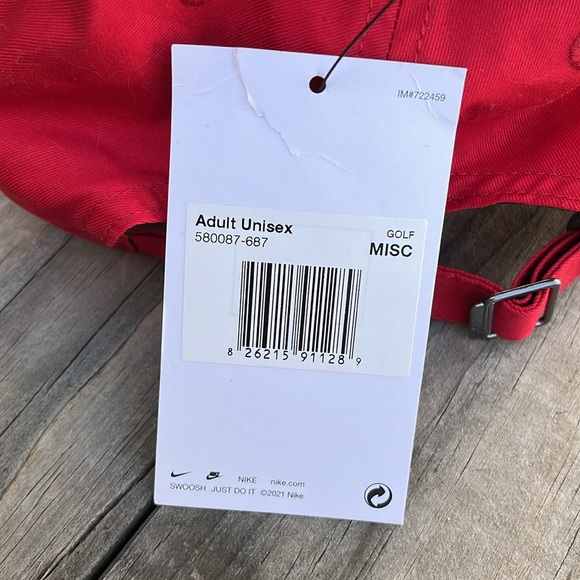 IM#722459
Adult Unisex GOLF
580087-687 MISC
8 26215 91128 9
NIKE nike.com
SWOOSH JUST DO IT ©2021 Nike